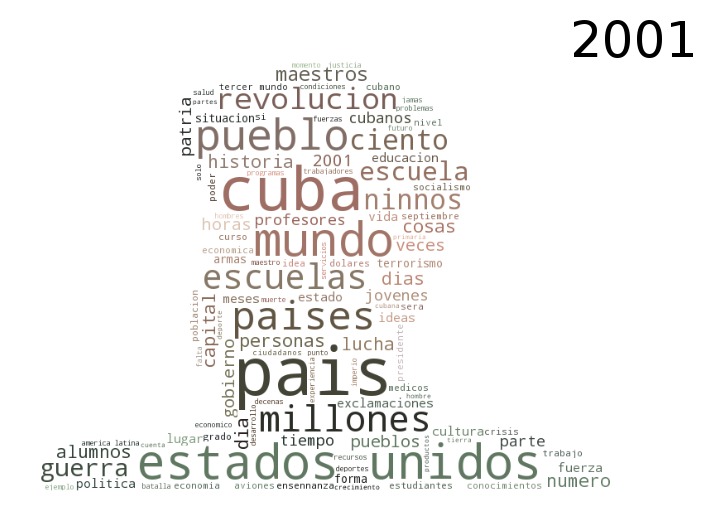 2001
momento justicia
maestros
salud tercer mundo condiciones cubano
partes revolucion jamas
problemas
patria situacion si fuerzas cubanos nivel
pueblo ciento futuro
historia 2001 educacion
solo programas trabajadores escuela
poder cuba socialismo
ninnos
hombres profesores vida septiembre
horas cosas
curso mundo primaria
economica veces
armas maestro idea servicios dolares terrorismo
escuelas dias
meses muerto estado jovenes
poblacion capital deporte cubana sera
paises ideas
falta personas lucha presidente
ciudadanos punto
gobierno pais experiencia imperio
medicos
hombre
decenas exclamaciones
economico dia desarrollo millones
cultura crisis
america latina lugar grado tiempo pueblos productos tierra parte
cuenta
alumnos recursos trabajo
guerra estados unidos fuerza
deportes
ejemplo politica batalla economia aviones ensennanza forma crecimiento estudiantes conocimientos numero